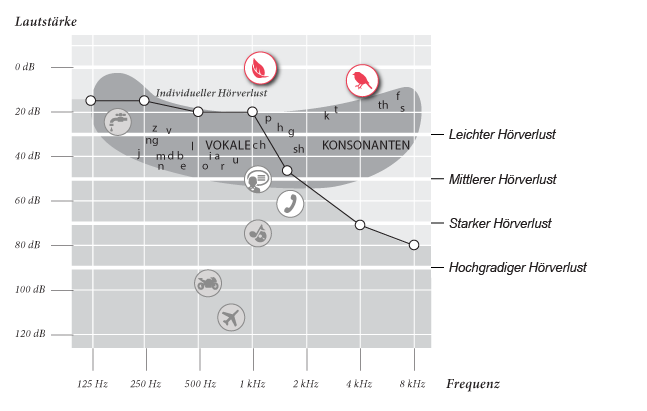 Lautstärke
0 dB
Individueller Hörverlust
20 dB
f
th s
k t
p
h g
z v
Leichter Hörverlust
ng
l VOKALE ch
sh KONSONANTEN
40 dB
j m d b i a u
n e o r
Mittlerer Hörverlust
60 dB
Starker Hörverlust
80 dB
Hochgradiger Hörverlust
100 dB
120 dB
125 Hz 250 Hz 500 Hz 1 kHz 2 kHz 4 kHz 8 kHz Frequenz